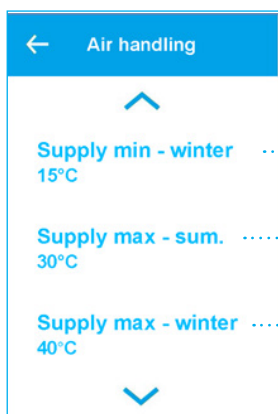 Air handling
Supply min - winter
15°C
Supply max - sum.
30°C
Supply max - winter
40°C